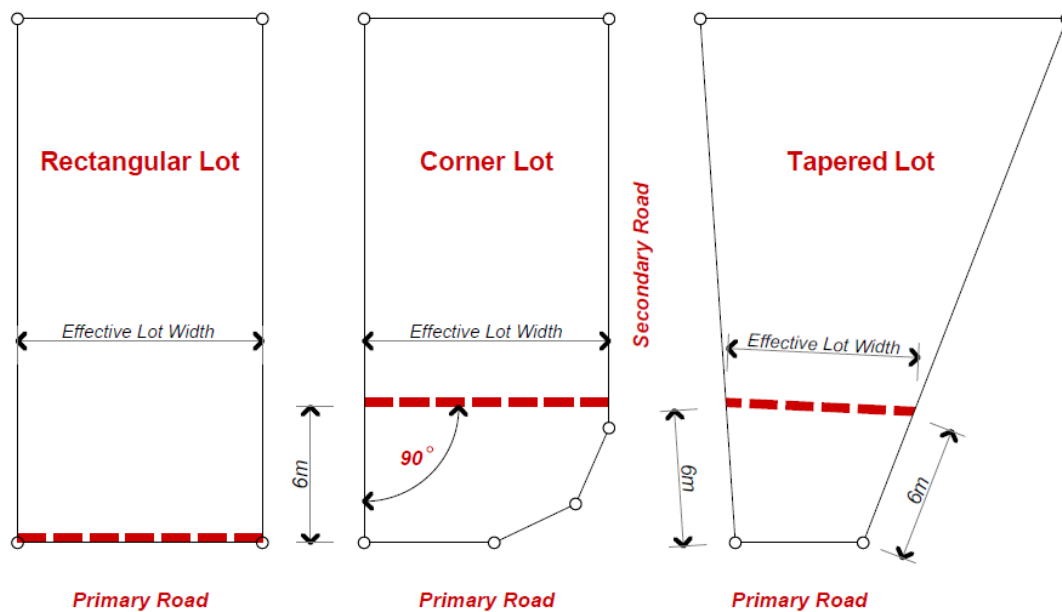 Rectangular Lot
Corner Lot
Tapered Lot
Secondary Road
Effective Lot Width
Effective Lot Width
Effective Lot Width
90°
6m
6m
6m
Primary Road
Primary Road
Primary Road